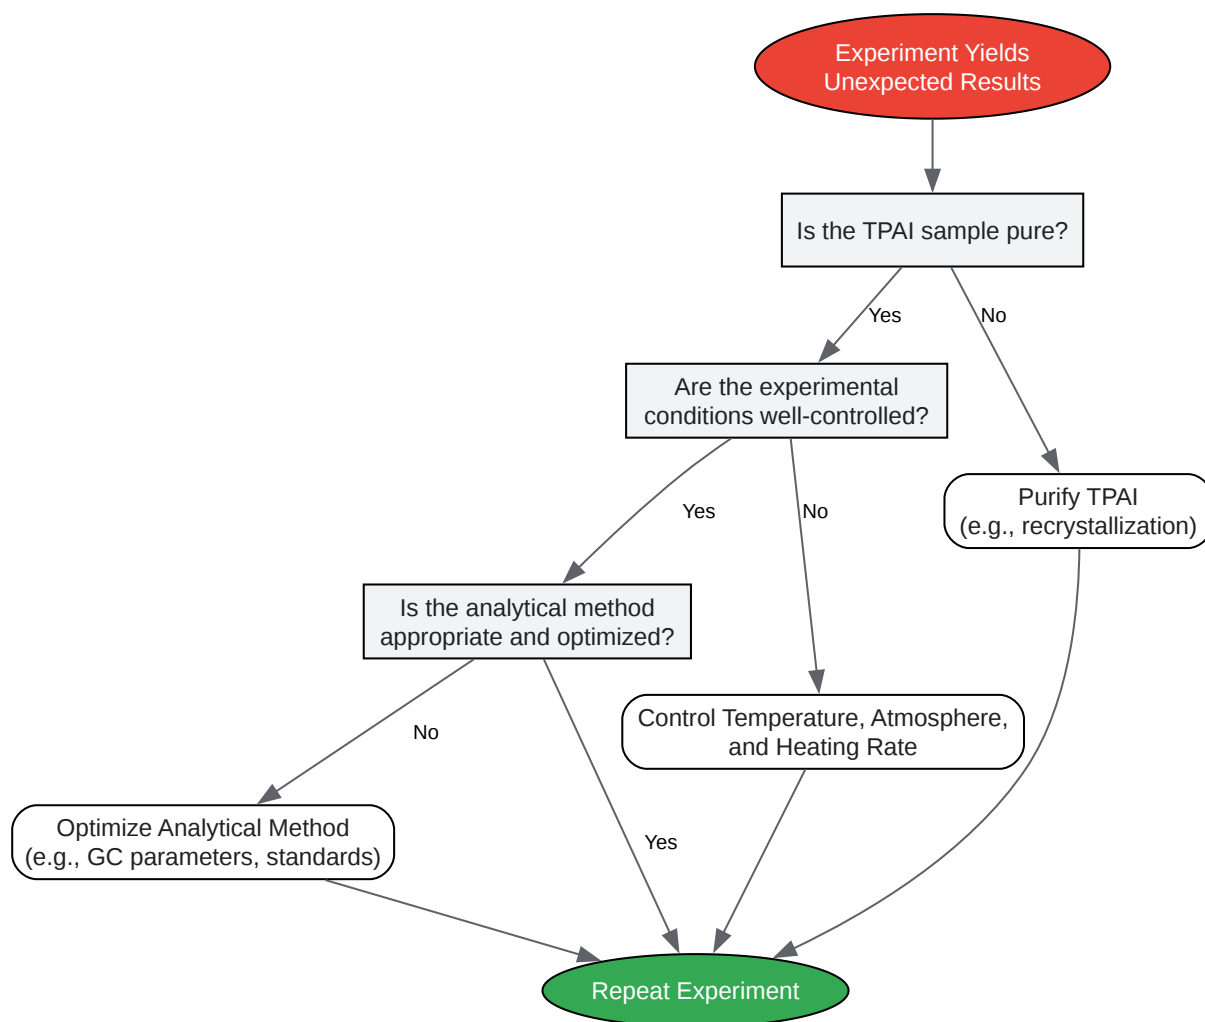 Experiment Yields
Unexpected Results
Is the TPAI sample pure?
Yes
No
Are the experimental
conditions well-controlled?
Purify TPAI
(e.g., recrystallization)
Yes
No
Is the analytical method
appropriate and optimized?
Control Temperature, Atmosphere,
and Heating Rate
No
Optimize Analytical Method
(e.g., GC parameters, standards)
Yes
Repeat Experiment